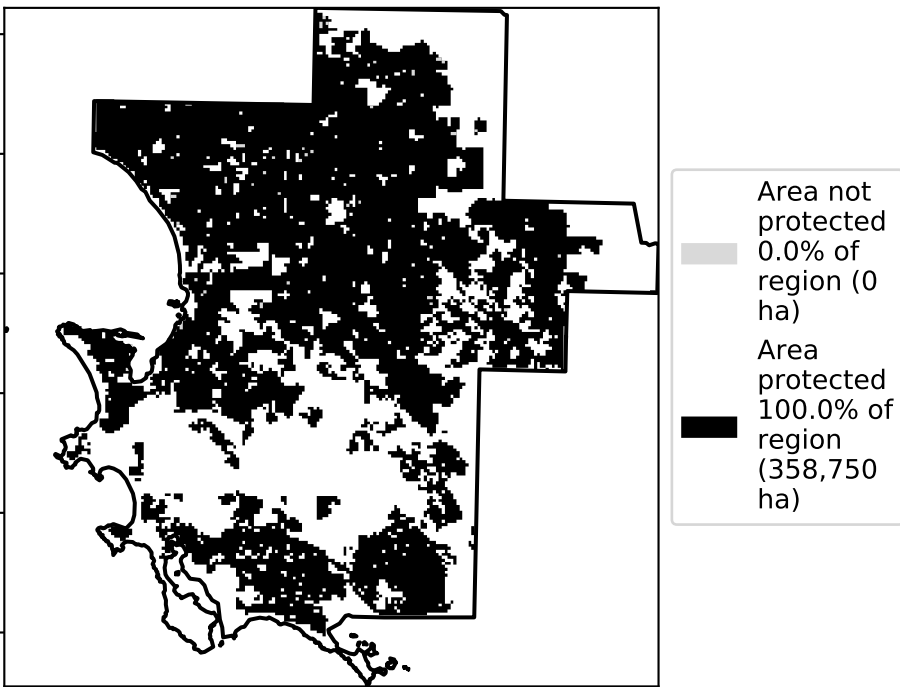 Area not
protected
0.0% of
region (0
ha)
Area
protected
100.0% of
region
(358,750
ha)